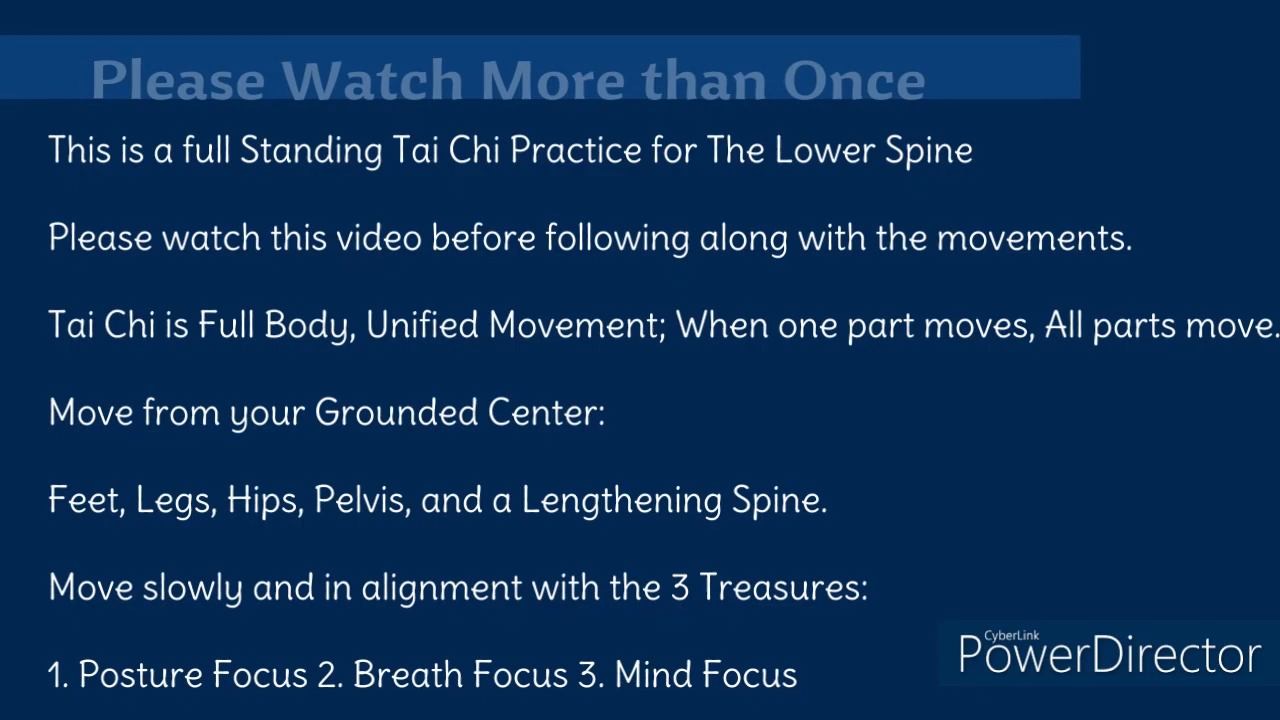 Please Watch More than Once
This is a full Standing Tai Chi Practice for The Lower Spine
Please watch this video before following along with the movements.
Tai Chi is Full Body, Unified Movement; When one part moves, All parts move.
Move from your Grounded Center:
Feet, Legs, Hips, Pelvis, and a Lengthening Spine.
Move slowly and in alignment with the 3 Treasures:
1. Posture Focus 2. Breath Focus 3. Mind Focus
CyberLink
PowerDirector